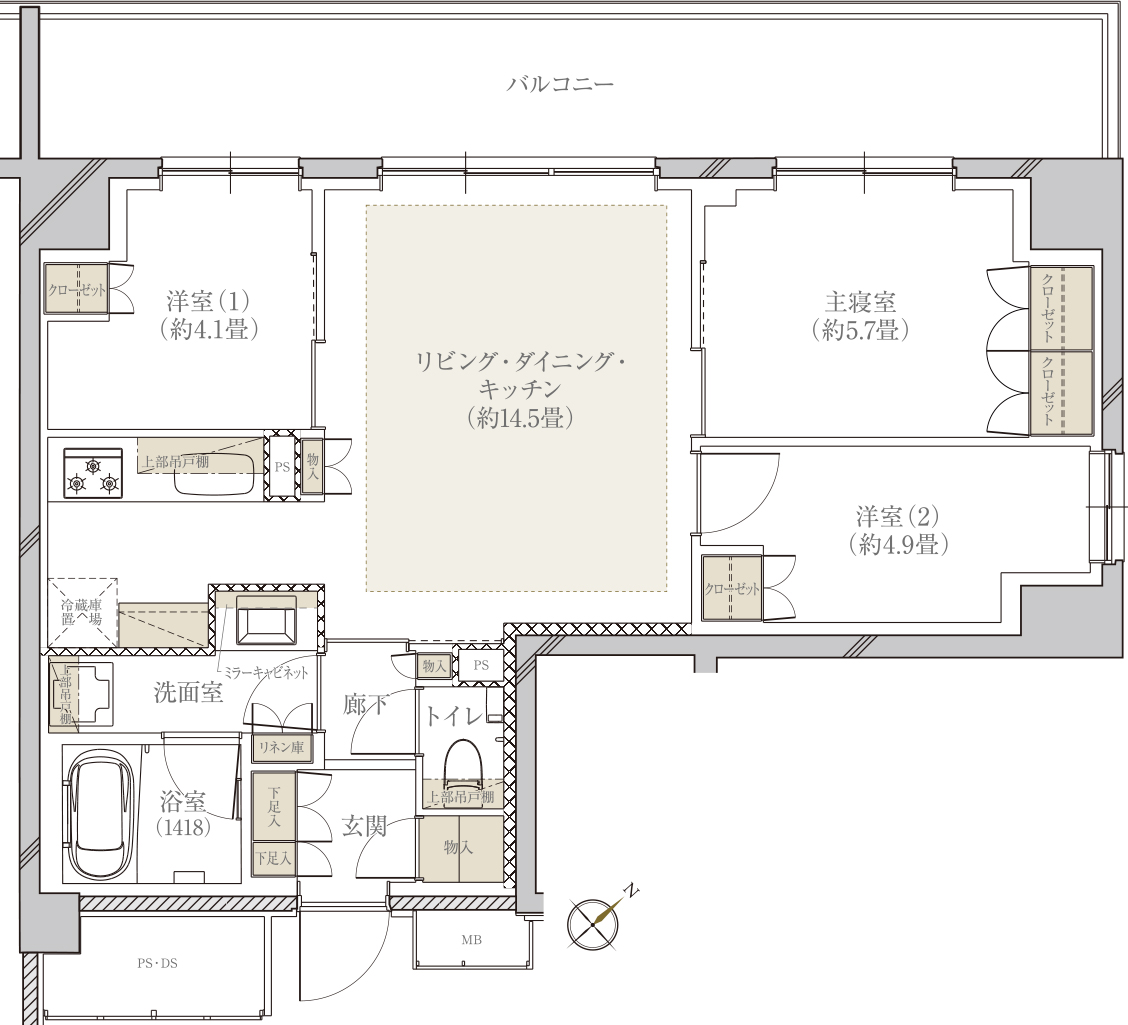 バルコニー
クローゼット
洋室（1）
（約4.1畳）
リビング・ダイニング・
キッチン
（約14.5畳）
主寝室
（約5.7畳）
クローゼット
クローゼット
上部吊戸棚
PS
物入
洋室（2）
（約4.9畳）
クローゼット
冷蔵庫
置場
ミラーキャビネット
物入
PS
上部吊戸棚
洗面室
廊下
トイレ
リネン庫
上部吊戸棚
浴室
（1418）
下足入
玄関
下足入
物入
N
MB
PS・DS